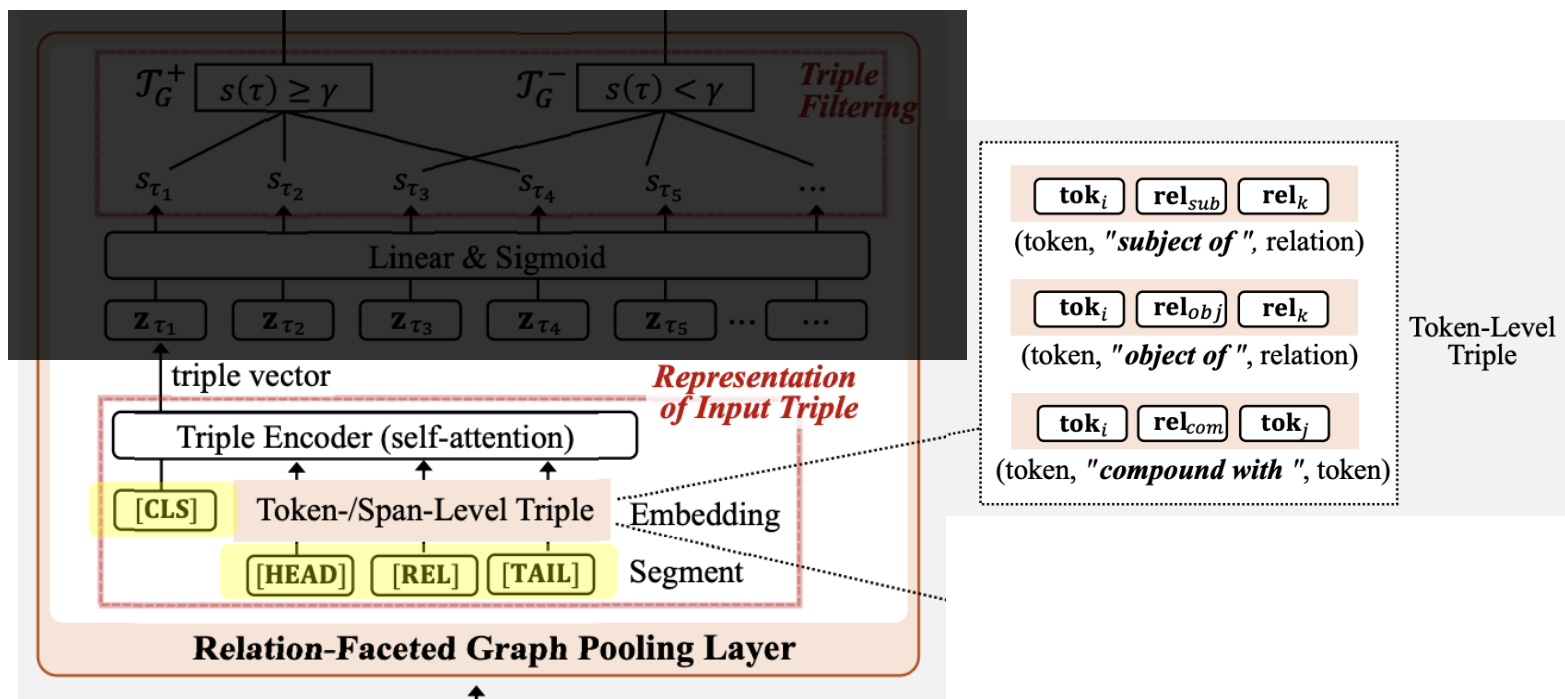 𝒯_G^+ s(τ) ≥ γ 𝒯_G^- s(τ) < γ Triple
Filtering
s_τ₁ s_τ₂ s_τ₃ s_τ₄ s_τ₅ ...
Linear & Sigmoid
z_τ₁ z_τ₂ z_τ₃ z_τ₄ z_τ₅ ... ...
triple vector
Representation
of Input Triple
Triple Encoder (self-attention)
[CLS] Token-/Span-Level Triple Embedding
[HEAD] [REL] [TAIL] Segment
Relation-Faceted Graph Pooling Layer
tok_i rel_sub rel_k
(token, "subject of ", relation)
tok_i rel_obj rel_k
(token, "object of ", relation)
tok_i rel_com tok_j
(token, "compound with ", token)
Token-Level
Triple